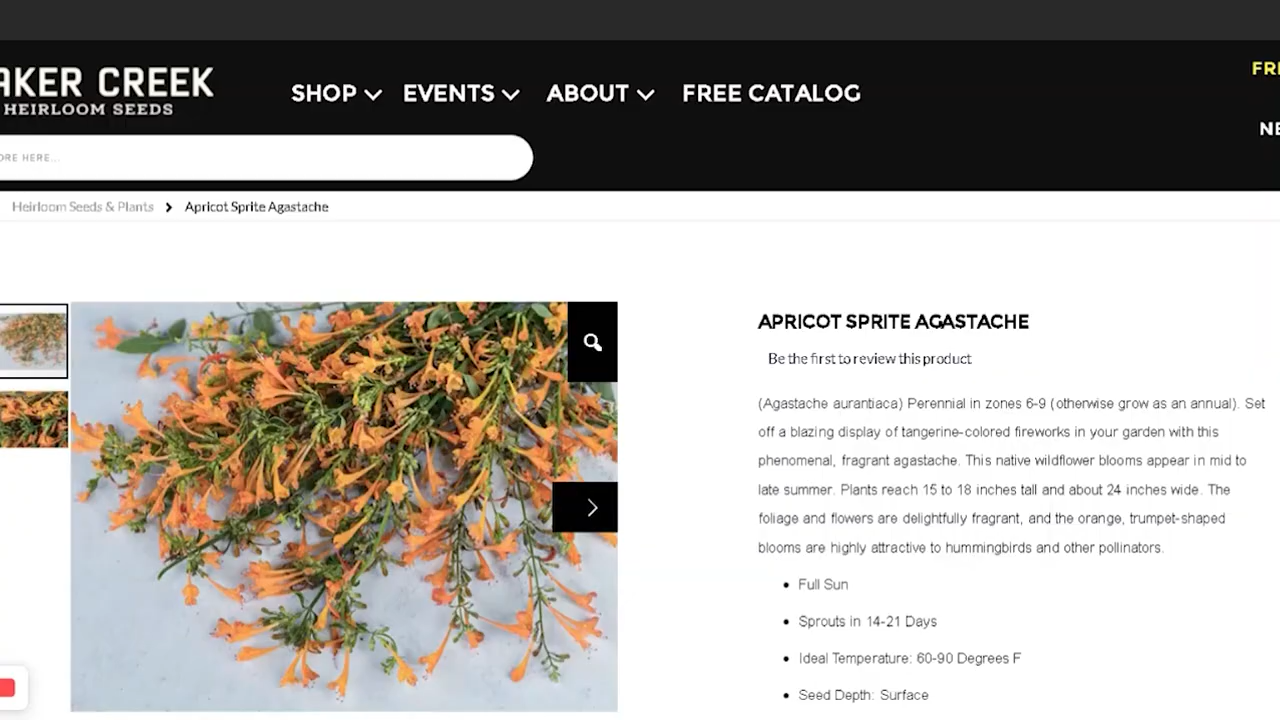 AKER CREEK
HEIRLOOM SEEDS
SHOP
EVENTS
ABOUT
FREE CATALOG
ORE HERE...
Heirloom Seeds & Plants
Apricot Sprite Agastache
APRICOT SPRITE AGASTACHE
Be the first to review this product
(Agastache aurantiaca) Perennial in zones 6-9 (otherwise grow as an annual). Set
off a blazing display of tangerine-colored fireworks in your garden with this
phenomenal, fragrant agastache. This native wildflower blooms appear in mid to
late summer. Plants reach 15 to 18 inches tall and about 24 inches wide. The
foliage and flowers are delightfully fragrant, and the orange, trumpet-shaped
blooms are highly attractive to hummingbirds and other pollinators.
Full Sun
Sprouts in 14-21 Days
Ideal Temperature: 60-90 Degrees F
Seed Depth: Surface